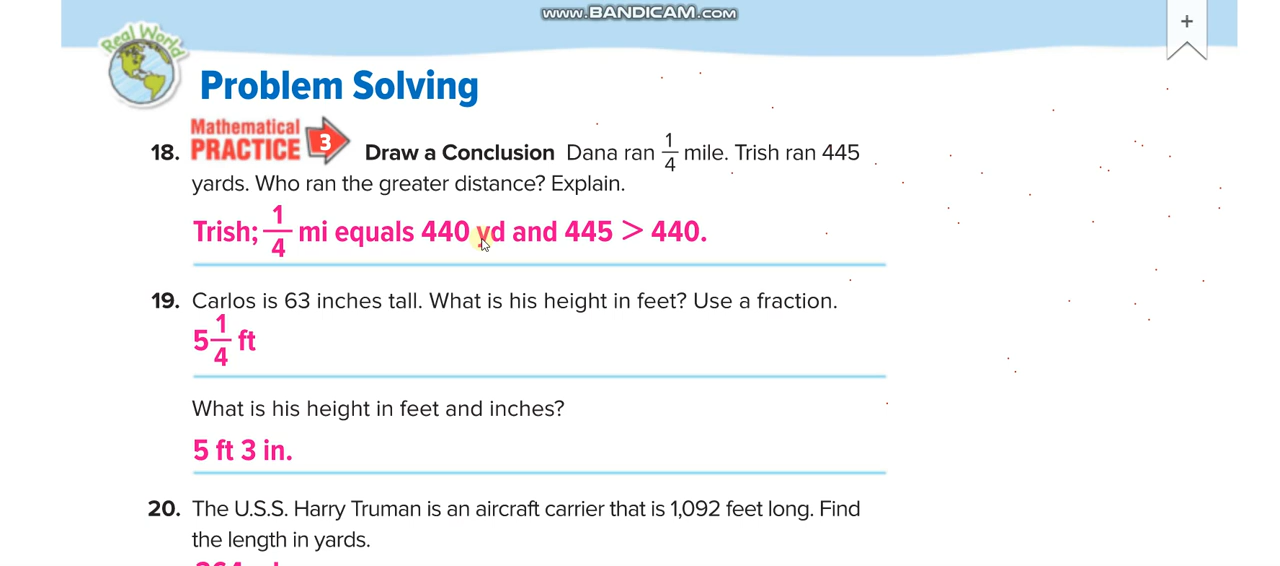 www.BANDICAM.com
+
Real World
Problem Solving
18. Mathematical PRACTICE 3 Draw a Conclusion Dana ran 1/4 mile. Trish ran 445
yards. Who ran the greater distance? Explain.
Trish; 1/4 mi equals 440 yd and 445 > 440.
19. Carlos is 63 inches tall. What is his height in feet? Use a fraction.
5 1/4 ft
What is his height in feet and inches?
5 ft 3 in.
20. The U.S.S. Harry Truman is an aircraft carrier that is 1,092 feet long. Find
the length in yards.